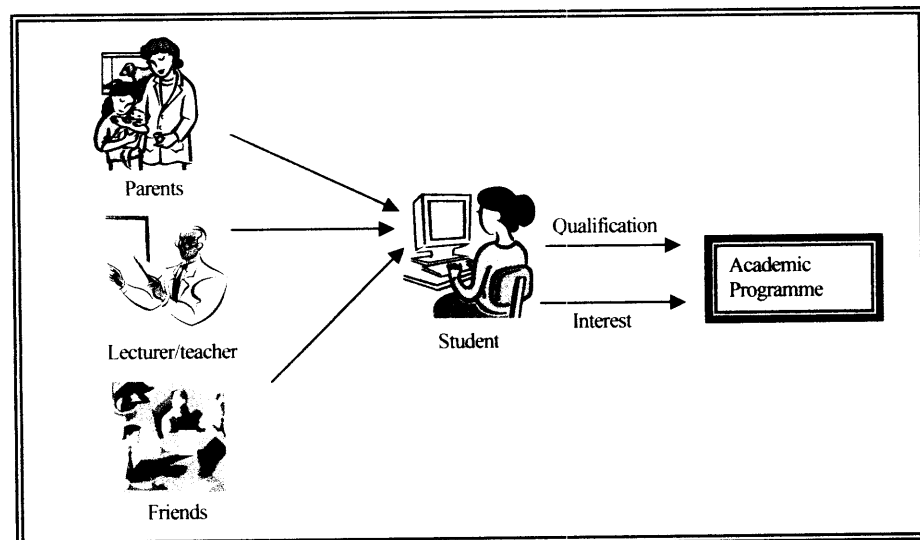 Parents
Lecturer/teacher
Friends
Student
Qualification
Interest
Academic
Programme